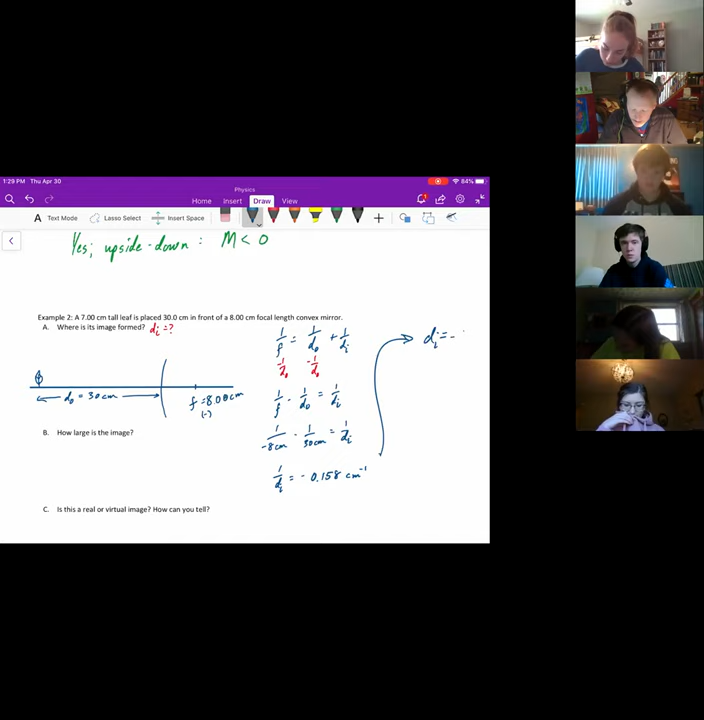 1:29 PM Thu Apr 30
84%
Physics
Home Insert Draw View
A Text Mode Lasso Select Insert Space
Yes; upside-down : M < 0
Example 2: A 7.00 cm tall leaf is placed 30.0 cm in front of a 8.00 cm focal length convex mirror.
A. Where is its image formed? di = ?
1/f = 1/do + 1/di
-1/do -1/do
di = -
do = 30 cm
f = 8.00 cm
(-)
1/f - 1/do = 1/di
B. How large is the image?
1/-8cm - 1/30cm = 1/di
1/di = - 0.158 cm⁻¹
C. Is this a real or virtual image? How can you tell?